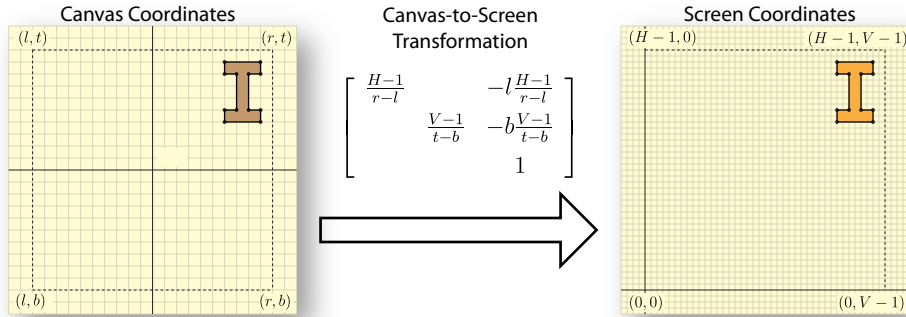 Canvas Coordinates
(l, t)
(r, t)
(l, b)
(r, b)
Canvas-to-Screen
Transformation
H−1/r−l −l H−1/r−l
V−1/t−b −b V−1/t−b
1
Screen Coordinates
(H − 1, 0)
(H − 1, V − 1)
(0, 0)
(0, V − 1)